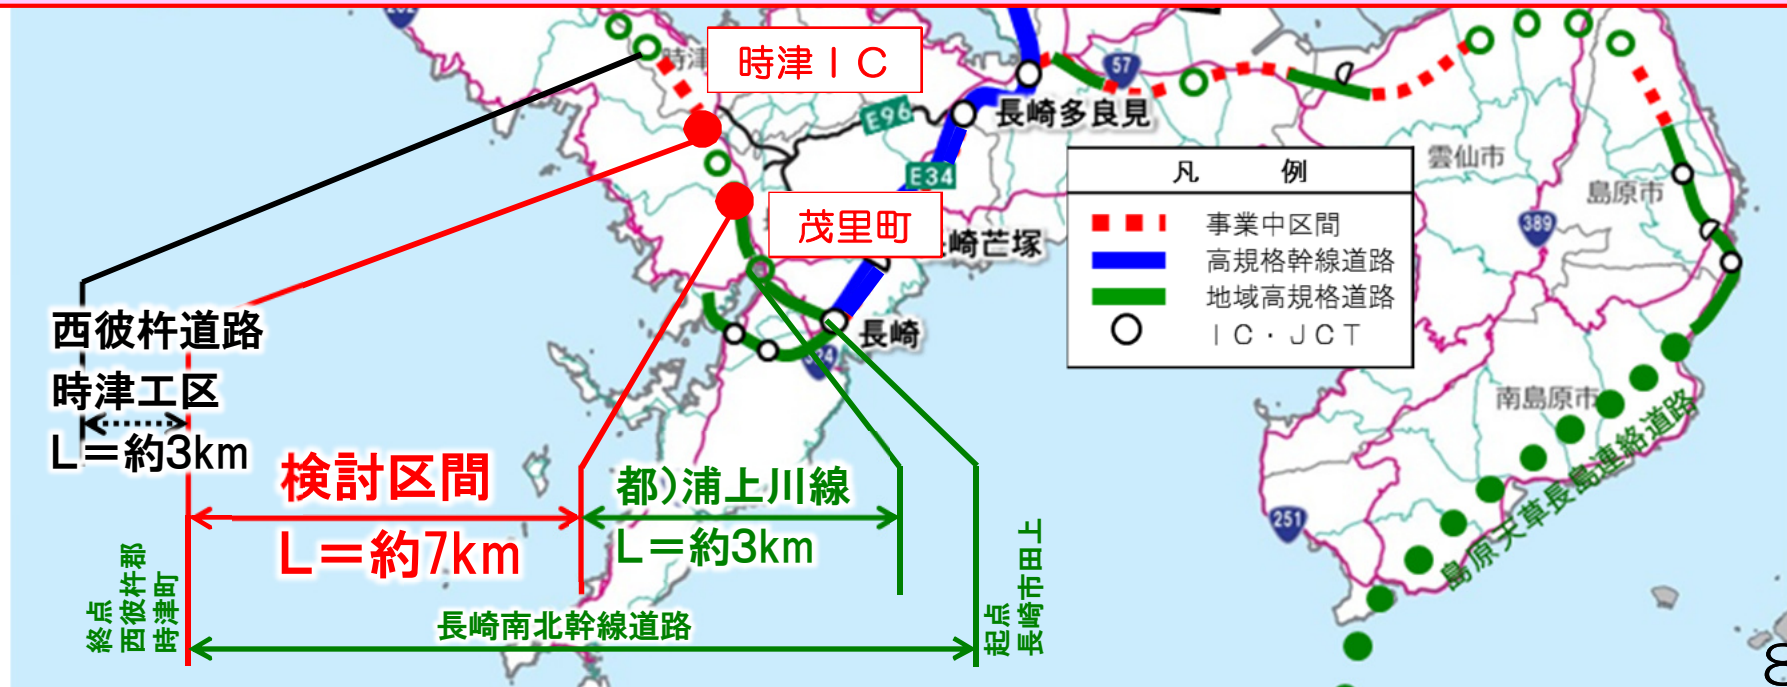 時津ＩＣ
57
長崎多良見
E96
E34
茂里町
崎芒塚
長崎
凡　例
事業中区間
高規格幹線道路
地域高規格道路
ＩＣ・ＪＣＴ
雲仙市
島原市
389
南島原市
251
島原天草長島連絡道路
西彼杵道路
時津工区
L＝約3km
検討区間
L＝約7km
都）浦上川線
L＝約3km
長崎南北幹線道路
終点
西彼杵郡
時津町
起点
長崎市田上